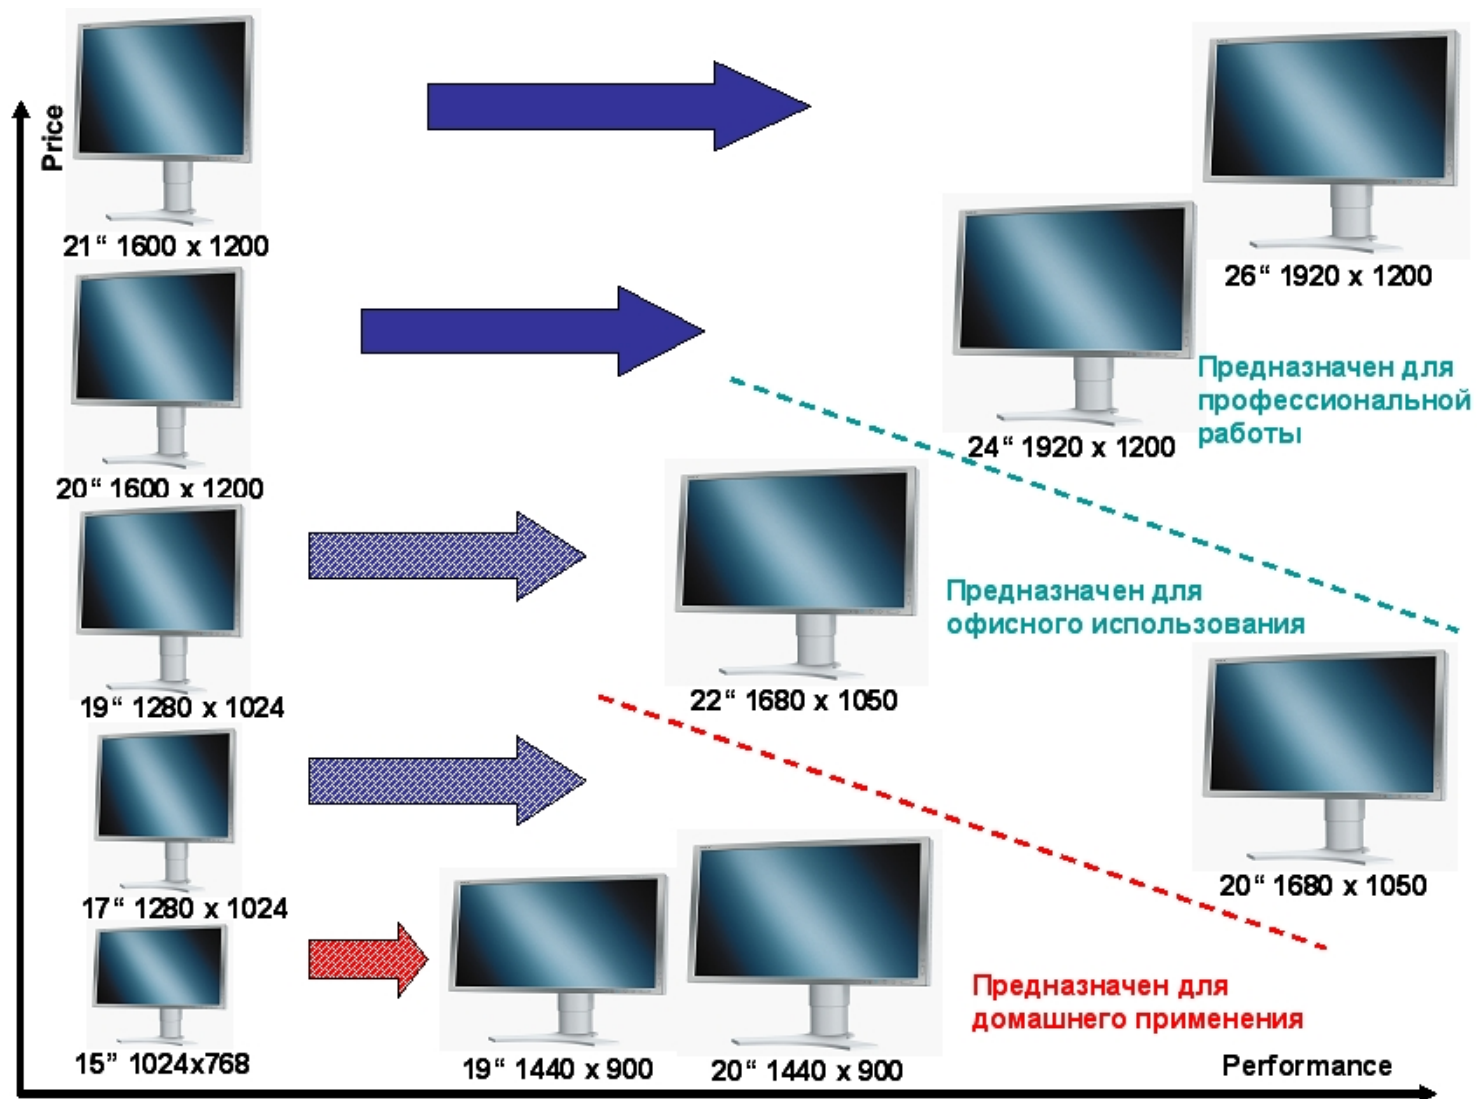 Price
21“ 1600 x 1200
26“ 1920 x 1200
Предназначен для
профессиональной
работы
24“ 1920 x 1200
20“ 1600 x 1200
Предназначен для
офисного использования
22“ 1680 x 1050
19“ 1280 x 1024
20“ 1680 x 1050
17“ 1280 x 1024
Предназначен для
домашнего применения
15” 1024x768
19“ 1440 x 900
20“ 1440 x 900
Performance